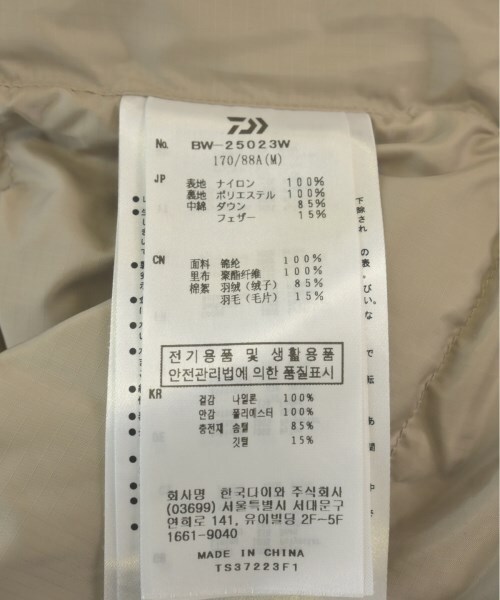 No. BW-25023W
170/88A(M)
JP 表地 ナイロン 100%
裏地 ポリエステル 100%
中綿 ダウン 85%
フェザー 15%
CN 面料 锦纶 100%
里布 聚酯纤维 100%
棉絮 羽绒（绒子） 85%
羽毛（毛片） 15%
전기용품 및 생활용품
안전관리법에 의한 품질표시
KR 겉감 나일론 100%
안감 폴리에스터 100%
충전재 솜털 85%
깃털 15%
회사명 한국다이와 주식회사
(03699) 서울특별시 서대문구
연희로 141, 유이빌딩 2F-5F
1661-9040
MADE IN CHINA
TS37223F1